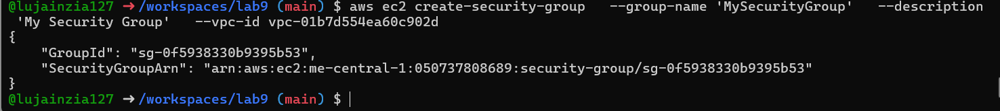 @lujainzia127 ➜ /workspaces/lab9 (main) $ aws ec2 create-security-group   --group-name 'MySecurityGroup'   --description
 'My Security Group'   --vpc-id vpc-01b7d554ea60c902d
{
    "GroupId": "sg-0f5938330b9395b53",
    "SecurityGroupArn": "arn:aws:ec2:me-central-1:050737808689:security-group/sg-0f5938330b9395b53"
}
@lujainzia127 ➜ /workspaces/lab9 (main) $